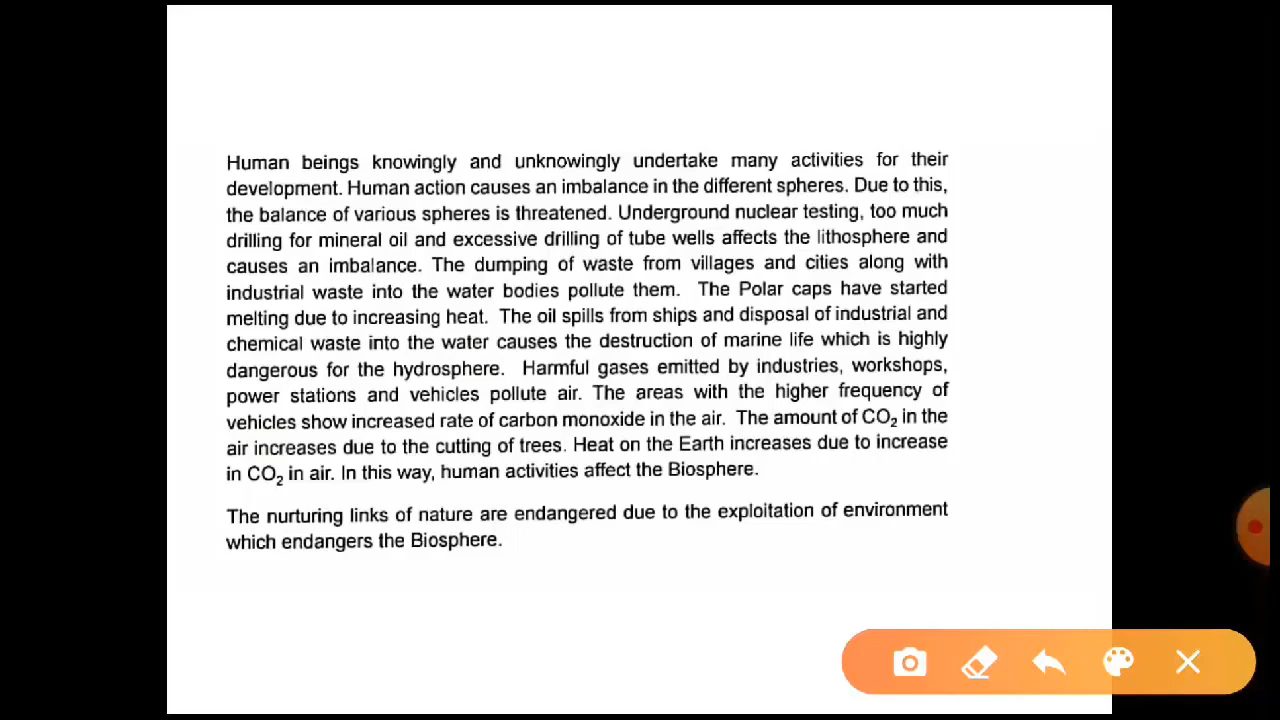 Human beings knowingly and unknowingly undertake many activities for their
development. Human action causes an imbalance in the different spheres. Due to this,
the balance of various spheres is threatened. Underground nuclear testing, too much
drilling for mineral oil and excessive drilling of tube wells affects the lithosphere and
causes an imbalance. The dumping of waste from villages and cities along with
industrial waste into the water bodies pollute them. The Polar caps have started
melting due to increasing heat. The oil spills from ships and disposal of industrial and
chemical waste into the water causes the destruction of marine life which is highly
dangerous for the hydrosphere. Harmful gases emitted by industries, workshops,
power stations and vehicles pollute air. The areas with the higher frequency of
vehicles show increased rate of carbon monoxide in the air. The amount of CO₂ in the
air increases due to the cutting of trees. Heat on the Earth increases due to increase
in CO₂ in air. In this way, human activities affect the Biosphere.
The nurturing links of nature are endangered due to the exploitation of environment
which endangers the Biosphere.